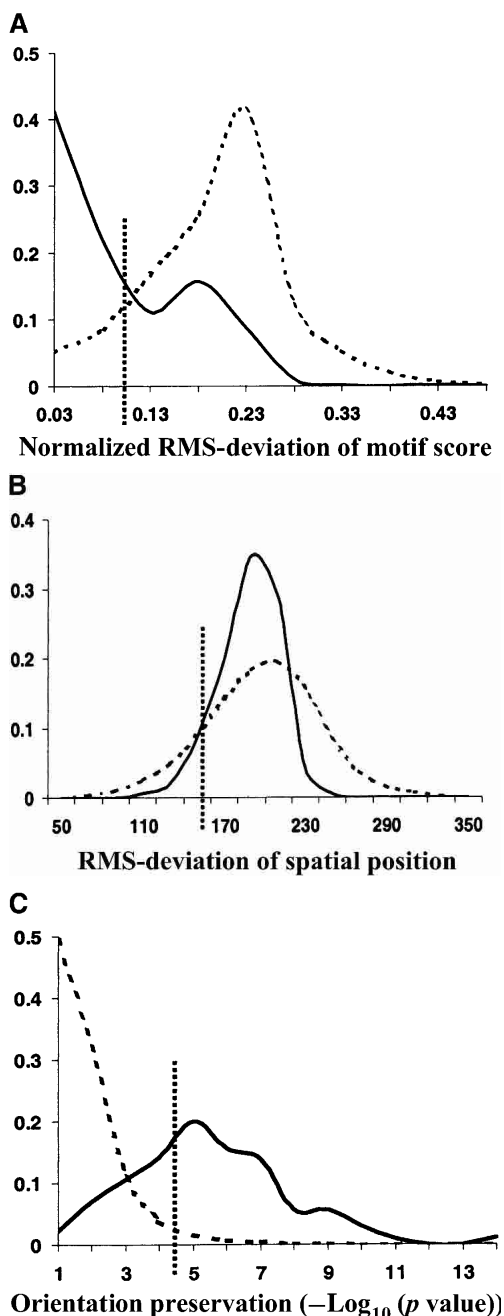 A
0.5
0.4
0.3
0.2
0.1
0
0.03 0.13 0.23 0.33 0.43
Normalized RMS-deviation of motif score
B
0.4
0.3
0.2
0.1
0
50 110 170 230 290 350
RMS-deviation of spatial position
C
0.5
0.4
0.3
0.2
0.1
0
1 3 5 7 9 11 13
Orientation preservation (−Log10 (p value))